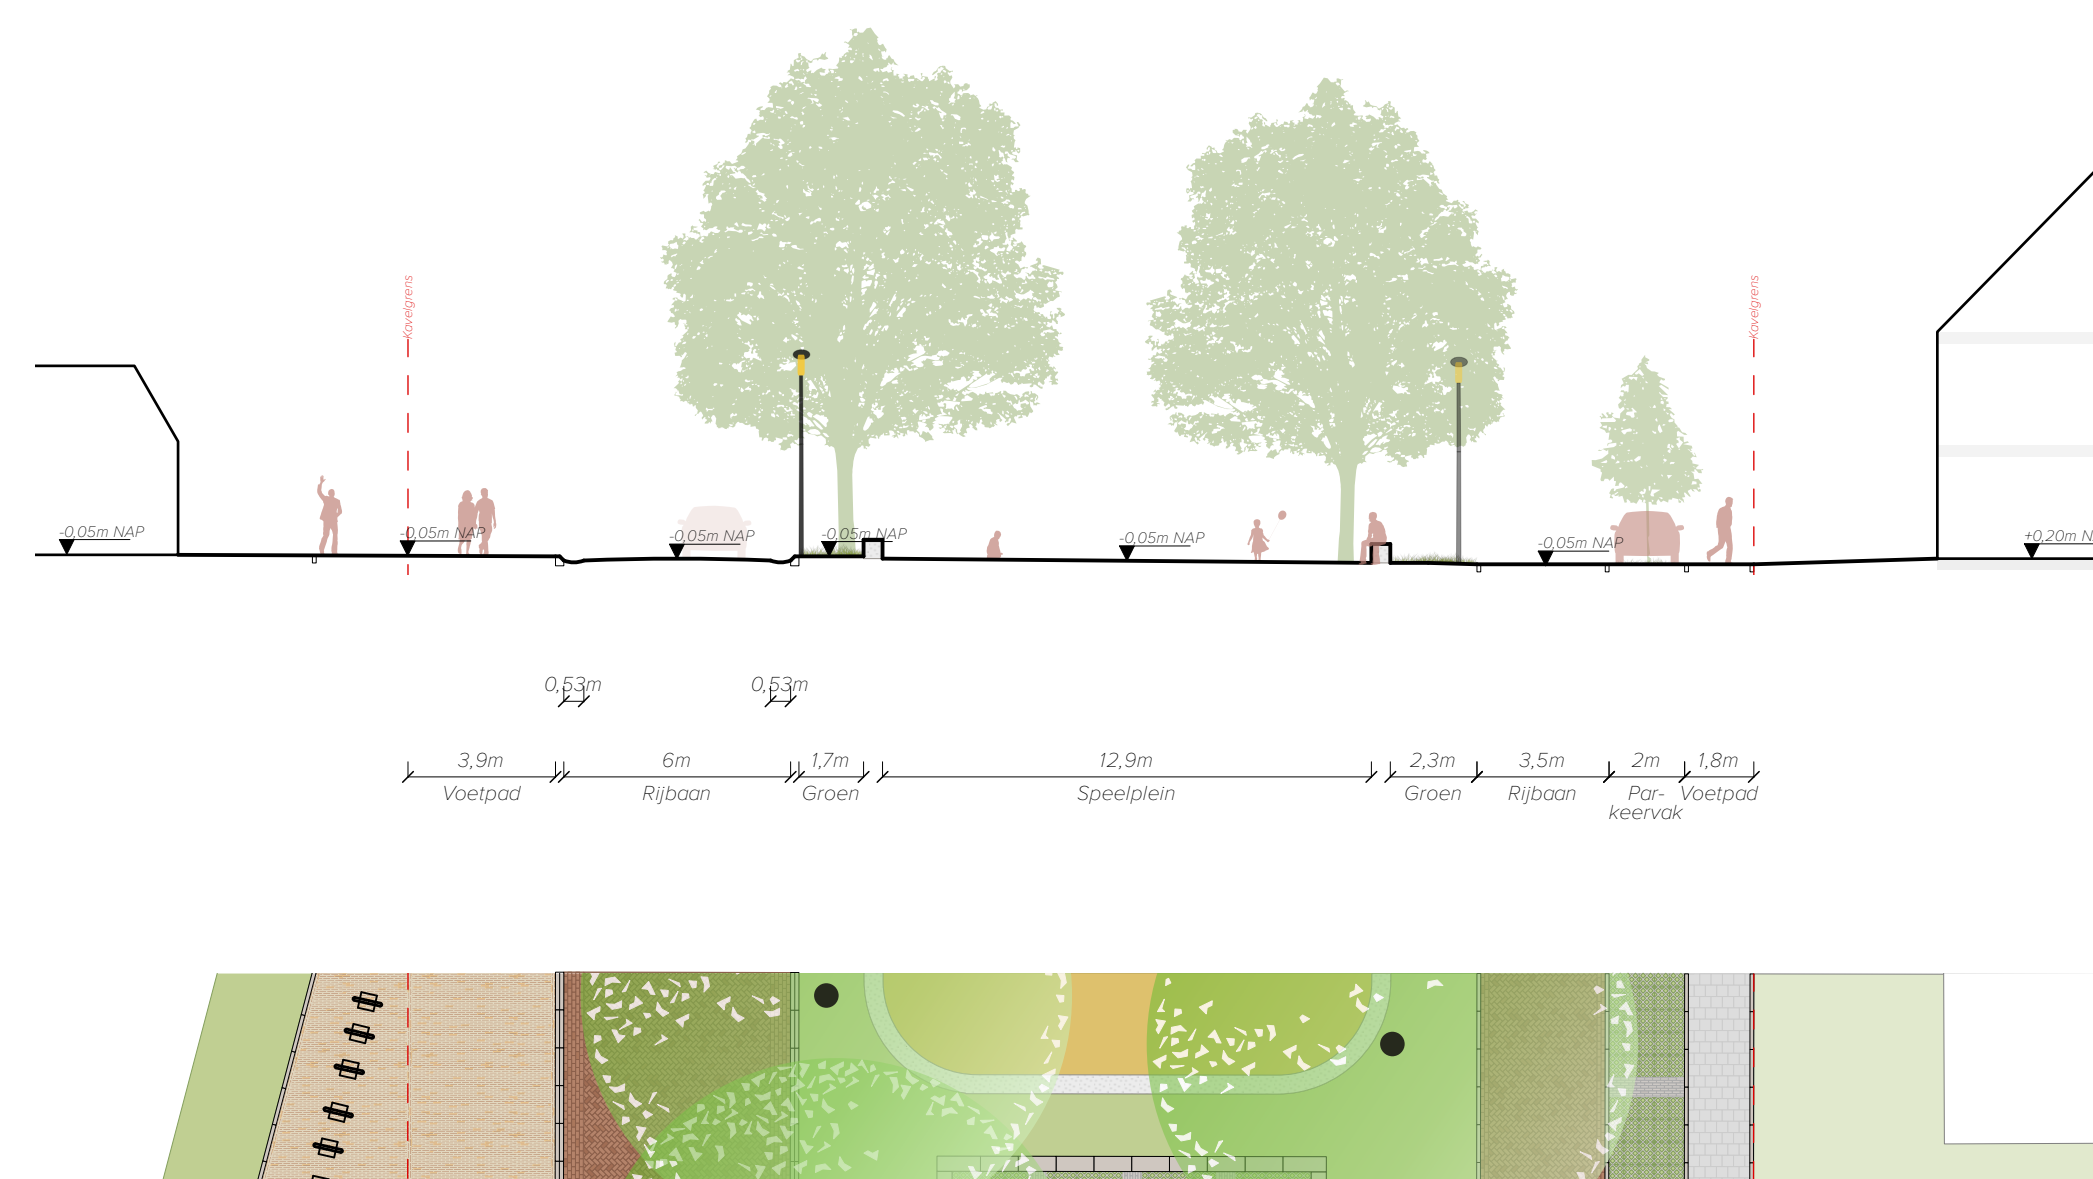 Kavelgrens
Kavelgrens
-0,05m NAP
-0,05m NAP
-0,05m NAP
-0,05m NAP
-0,05m NAP
-0,05m NAP
+0,20m N
0,53m
0,53m
3,9m
6m
1,7m
12,9m
2,3m
3,5m
2m
1,8m
Voetpad
Rijbaan
Groen
Speelplein
Groen
Rijbaan
Par-
keervak
Voetpad